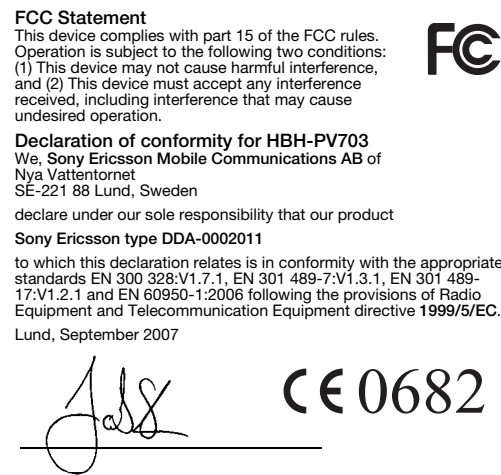 FCC Statement
This device complies with part 15 of the FCC rules.
Operation is subject to the following two conditions:
(1) This device may not cause harmful interference,
and (2) This device must accept any interference
received, including interference that may cause
undesired operation.
FC
Declaration of conformity for HBH-PV703
We, Sony Ericsson Mobile Communications AB of
Nya Vattentornet
SE-221 88 Lund, Sweden
declare under our sole responsibility that our product
Sony Ericsson type DDA-0002011
to which this declaration relates is in conformity with the appropriate
standards EN 300 328:V1.7.1, EN 301 489-7:V1.3.1, EN 301 489-
17:V1.2.1 and EN 60950-1:2006 following the provisions of Radio
Equipment and Telecommunication Equipment directive 1999/5/EC.
Lund, September 2007
CE 0682